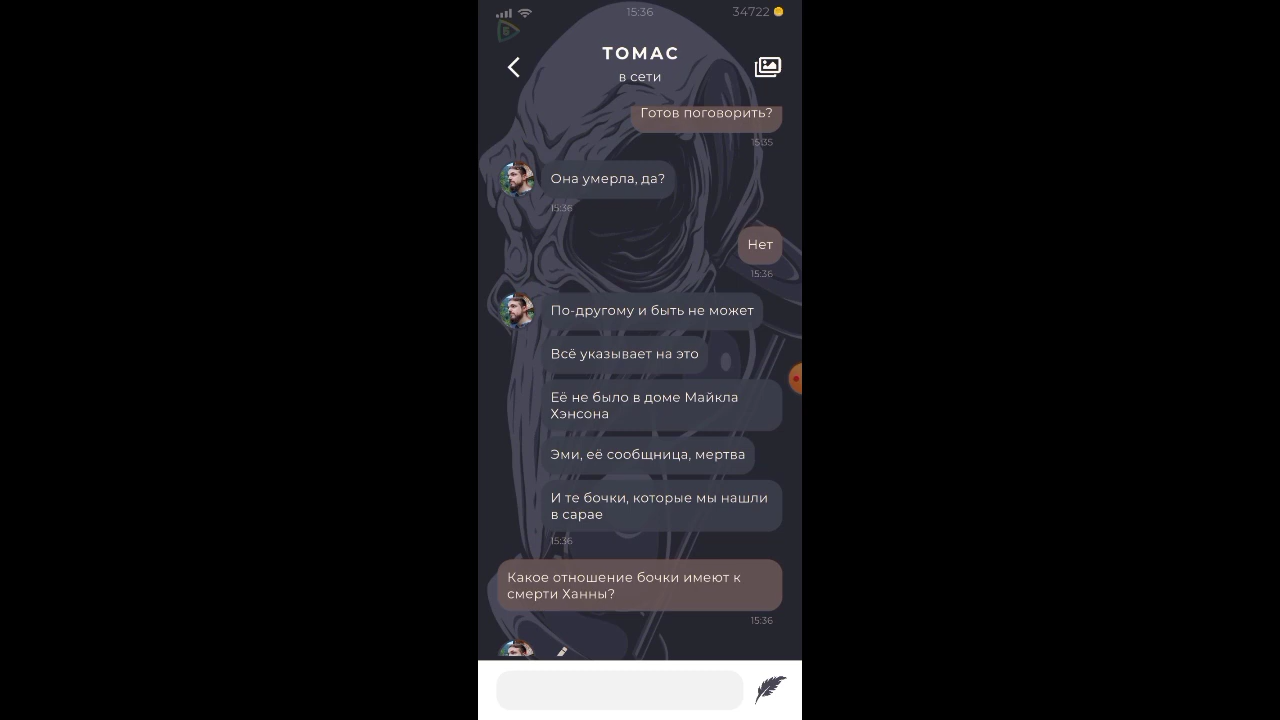 15:36
34722
Б
ТОМАС
в сети
Готов поговорить?
15:35
Она умерла, да?
15:36
Нет
15:36
По-другому и быть не может
Всё указывает на это
Её не было в доме Майкла
Хэнсона
Эми, её сообщница, мертва
И те бочки, которые мы нашли
в сарае
15:36
Какое отношение бочки имеют к
смерти Ханны?
15:36